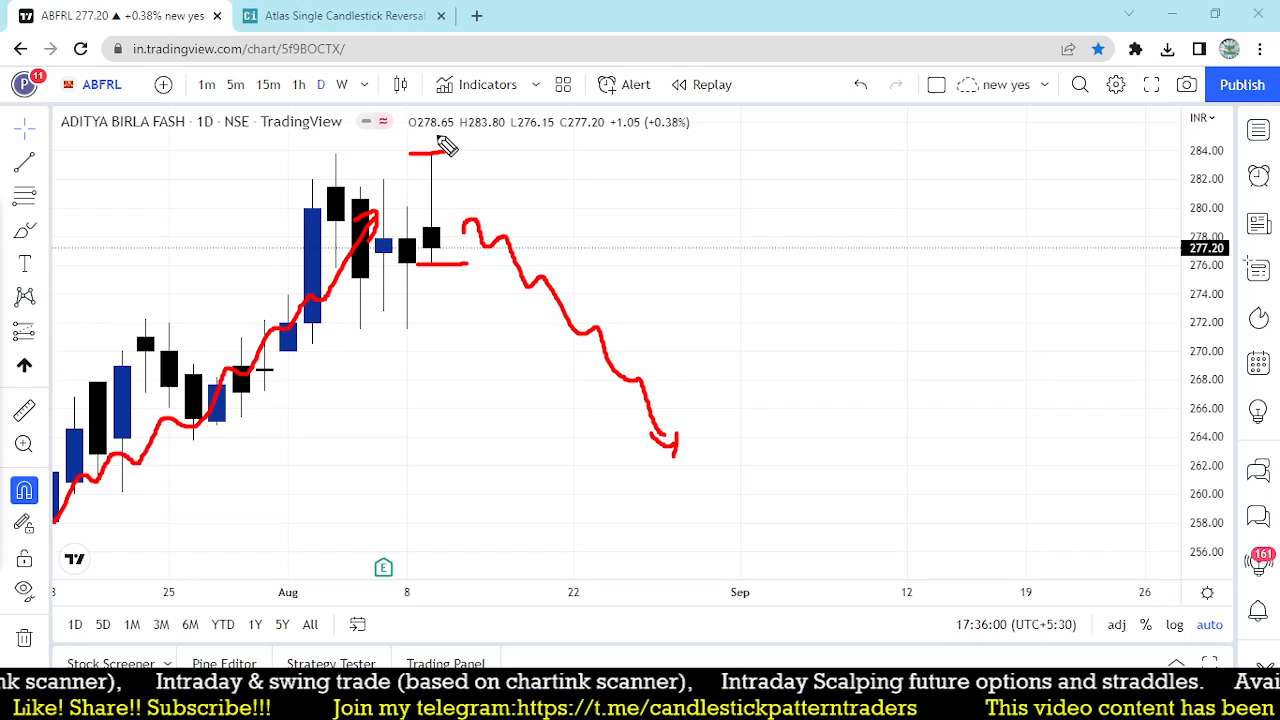 ABFRL 277.20 ▲ +0.38% new yes
Atlas Single Candlestick Reversal
in.tradingview.com/chart/5f9BOCTX/
P 11 ABFRL 1m 5m 15m 1h D W Indicators Alert Replay new yes Publish
ADITYA BIRLA FASH · 1D · NSE · TradingView O278.65 H283.80 L276.15 C277.20 +1.05 (+0.38%)
INR
284.00
282.00
280.00
278.00
277.20
276.00
274.00
272.00
270.00
268.00
266.00
264.00
262.00
260.00
258.00
256.00
161
E
25 Aug 8 22 Sep 12 19 26
1D 5D 1M 3M 6M YTD 1Y 5Y All 17:36:00 (UTC+5:30) adj % log auto
Stock Screener Pine Editor Strategy Tester Trading Panel
nk scanner), Intraday & swing trade (based on chartink scanner), Intraday Scalping future options and straddles. Avai
Like! Share!! Subscribe!!! Join my telegram:https://t.me/candlestickpatterntraders This video content has been